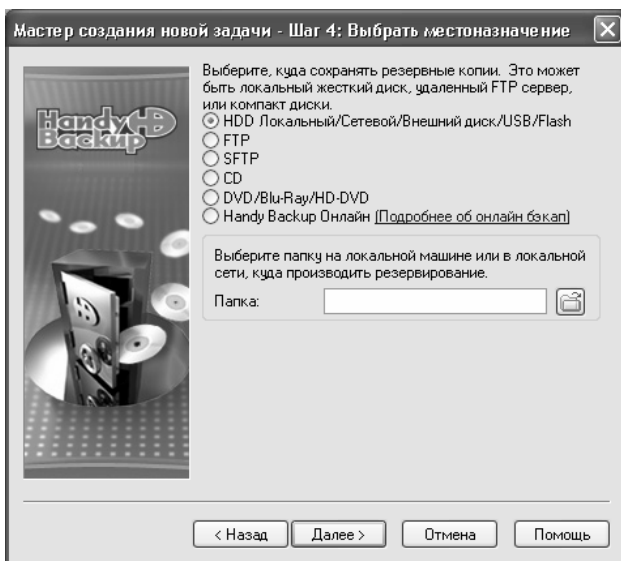 Мастер создания новой задачи - Шаг 4: Выбрать местоназначение
Handy
Backup
Выберите, куда сохранять резервные копии. Это может
быть локальный жесткий диск, удаленный FTP сервер,
или компакт диски.
HDD Локальный/Сетевой/Внешний диск/USB/Flash
FTP
SFTP
CD
DVD/Blu-Ray/HD-DVD
Handy Backup Онлайн (Подробнее об онлайн бэкап)
Выберите папку на локальной машине или в локальной
сети, куда производить резервирование.
Папка:
< Назад
Далее >
Отмена
Помощь